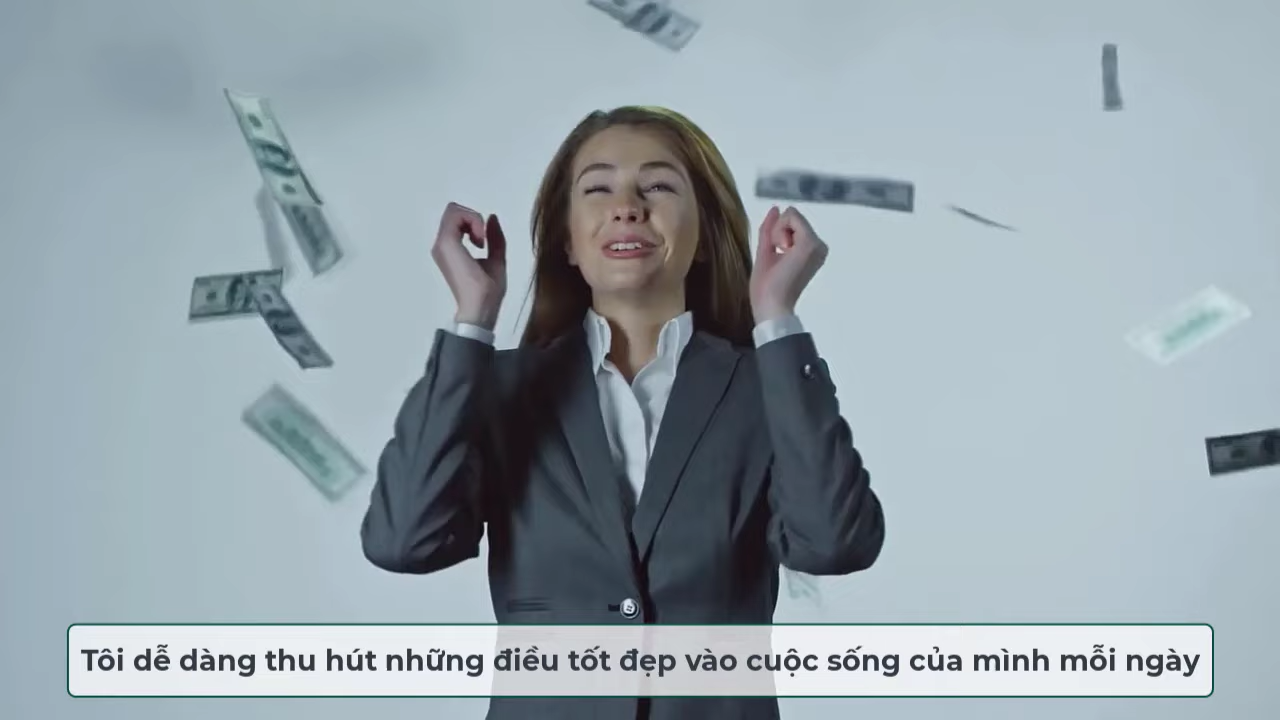 Tôi dễ dàng thu hút những điều tốt đẹp vào cuộc sống của mình mỗi ngày